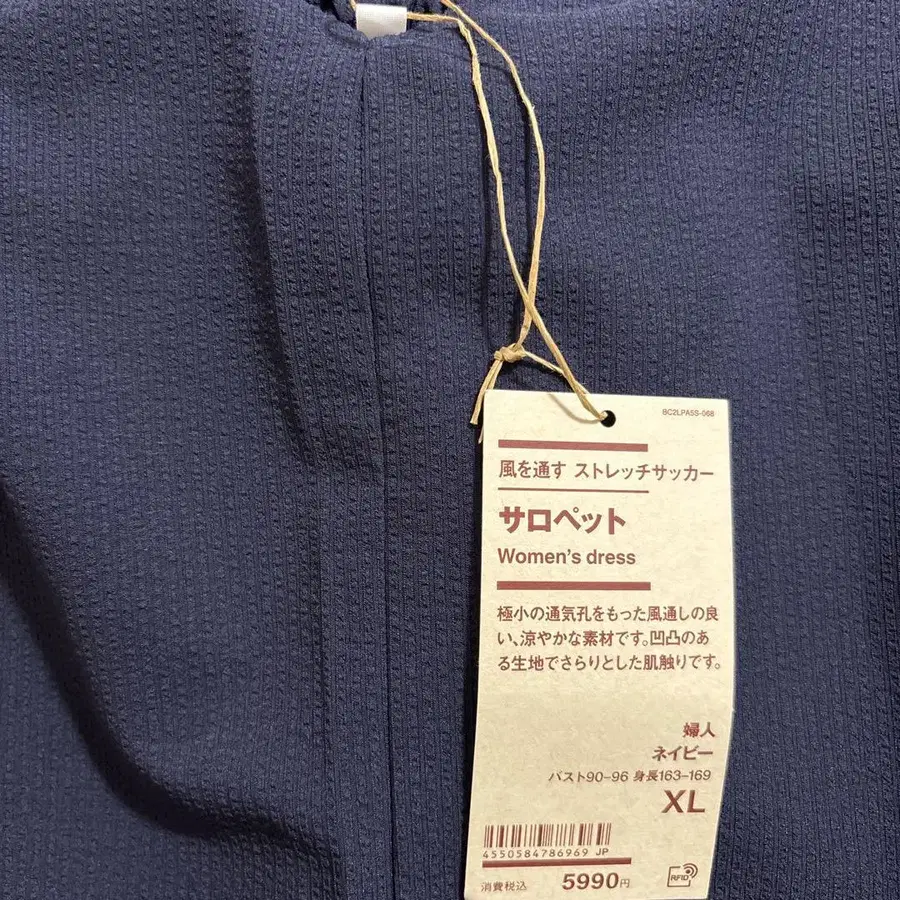 BC2LPA5S-068
風を通す ストレッチサッカー
サロペット
Women's dress
極小の通気孔をもった風通しの良
い、涼やかな素材です。凹凸のあ
る生地でさらりとした肌触りです。
婦人
ネイビー
バスト90-96 身長163-169
XL
4550584786969 JP
消費税込 5990円
RFID